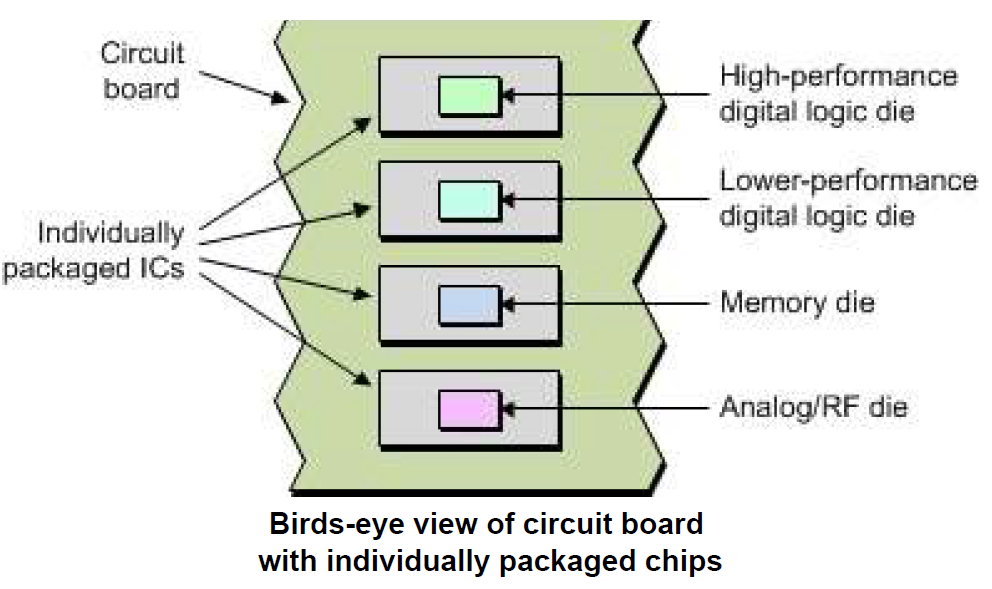 Circuit
board
High-performance
digital logic die
Lower-performance
digital logic die
Individually
packaged ICs
Memory die
Analog/RF die
Birds-eye view of circuit board
with individually packaged chips